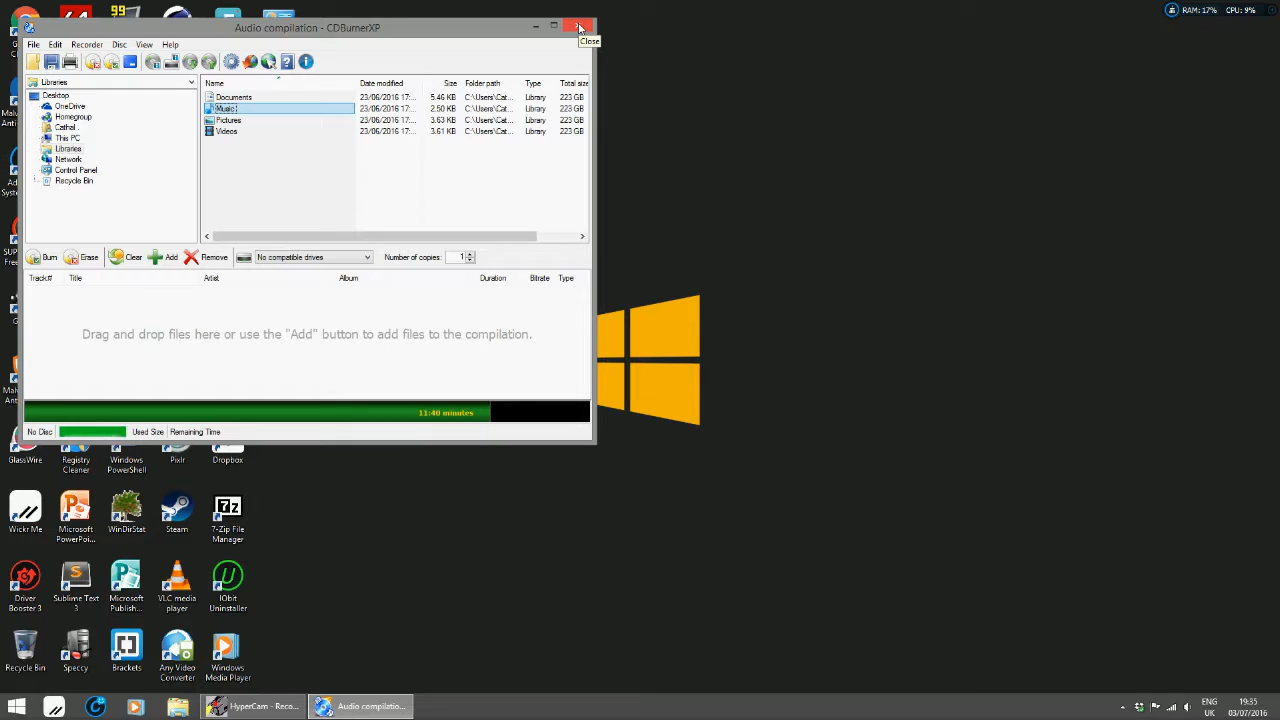 99
RAM: 17% CPU: 9%
Audio compilation - CDBurnerXP
Close
File Edit Recorder Disc View Help
Libraries
Desktop
OneDrive
Homegroup
Cathal .
This PC
Libraries
Network
Control Panel
Recycle Bin
Name Date modified Size Folder path Type Total size
Documents 23/06/2016 17:... 5.46 KB C:\Users\Cat... Library 223 GB
Music 23/06/2016 17:... 2.50 KB C:\Users\Cat... Library 223 GB
Pictures 23/06/2016 17:... 3.63 KB C:\Users\Cat... Library 223 GB
Videos 23/06/2016 17:... 3.61 KB C:\Users\Cat... Library 223 GB
Burn Erase Clear Add Remove No compatible drives Number of copies: 1
Track# Title Artist Album Duration Bitrate Type
Drag and drop files here or use the "Add" button to add files to the compilation.
11:40 minutes
No Disc Used Size Remaining Time
GlassWire
Registry Cleaner
Windows PowerShell
Pixlr
Dropbox
Wickr Me
Microsoft PowerPoi...
WinDirStat
Steam
7-Zip File Manager
Driver Booster 3
Sublime Text 3
Microsoft Publish...
VLC media player
IObit Uninstaller
Recycle Bin
Speccy
Brackets
Any Video Converter
Windows Media Player
HyperCam - Reco...
Audio compilatio...
ENG UK
19:35
03/07/2016